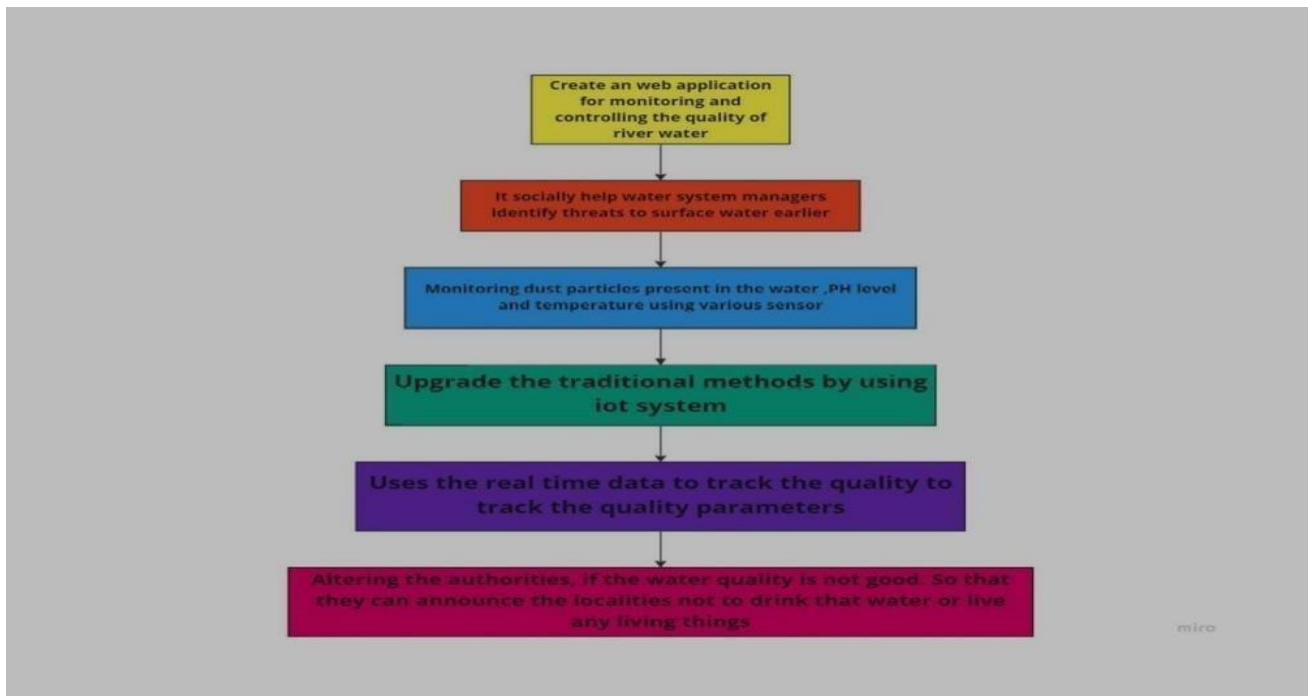 Create an web application
for monitoring and
controlling the quality of
river water
It socially help water system managers
identify threats to surface water earlier
Monitoring dust particles present in the water ,PH level
and temperature using various sensor
Upgrade the traditional methods by using
iot system
Uses the real time data to track the quality to
track the quality parameters
Altering the authorities, if the water quality is not good. So that
they can announce the localities not to drink that water or live
any living things
miro